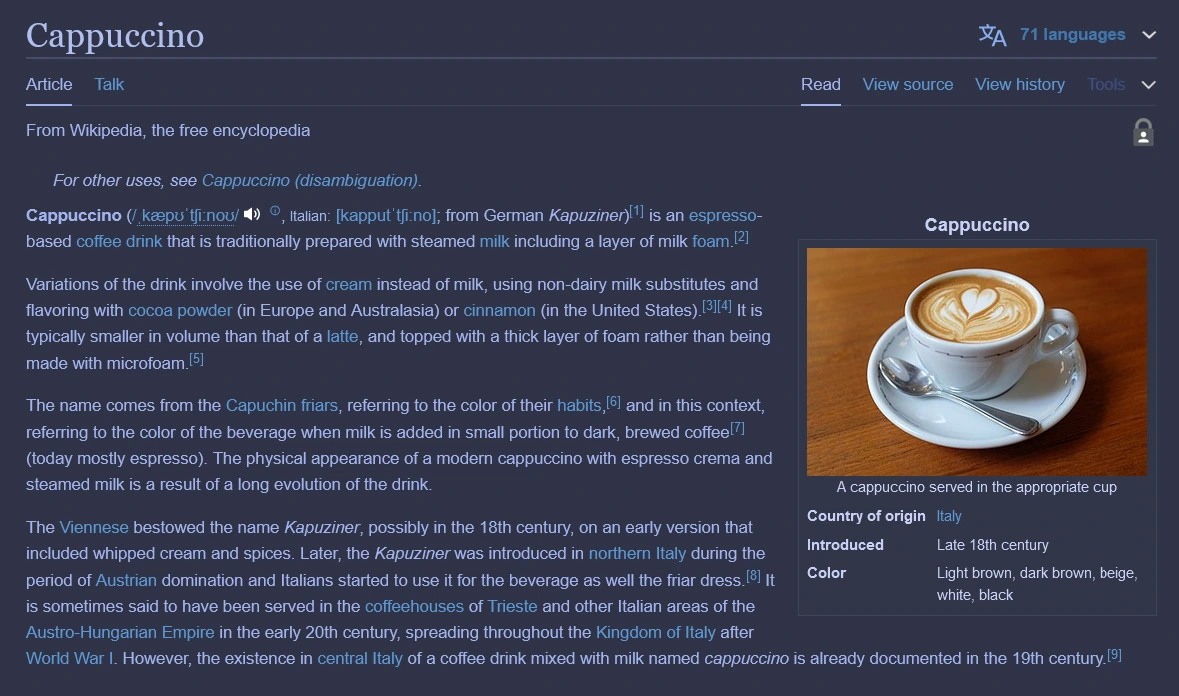 Cappuccino
71 languages
Article Talk
Read View source View history Tools
From Wikipedia, the free encyclopedia
For other uses, see Cappuccino (disambiguation).
Cappuccino (/ˌkæpʊˈtʃiːnoʊ/ ⓘ, Italian: [kapputˈtʃiːno]; from German Kapuziner)[1] is an espresso-
based coffee drink that is traditionally prepared with steamed milk including a layer of milk foam.[2]
Variations of the drink involve the use of cream instead of milk, using non-dairy milk substitutes and
flavoring with cocoa powder (in Europe and Australasia) or cinnamon (in the United States).[3][4] It is
typically smaller in volume than that of a latte, and topped with a thick layer of foam rather than being
made with microfoam.[5]
The name comes from the Capuchin friars, referring to the color of their habits,[6] and in this context,
referring to the color of the beverage when milk is added in small portion to dark, brewed coffee[7]
(today mostly espresso). The physical appearance of a modern cappuccino with espresso crema and
steamed milk is a result of a long evolution of the drink.
The Viennese bestowed the name Kapuziner, possibly in the 18th century, on an early version that
included whipped cream and spices. Later, the Kapuziner was introduced in northern Italy during the
period of Austrian domination and Italians started to use it for the beverage as well the friar dress.[8] It
is sometimes said to have been served in the coffeehouses of Trieste and other Italian areas of the
Austro-Hungarian Empire in the early 20th century, spreading throughout the Kingdom of Italy after
World War I. However, the existence in central Italy of a coffee drink mixed with milk named cappuccino is already documented in the 19th century.[9]
Cappuccino
A cappuccino served in the appropriate cup
Country of origin Italy
Introduced Late 18th century
Color Light brown, dark brown, beige,
white, black